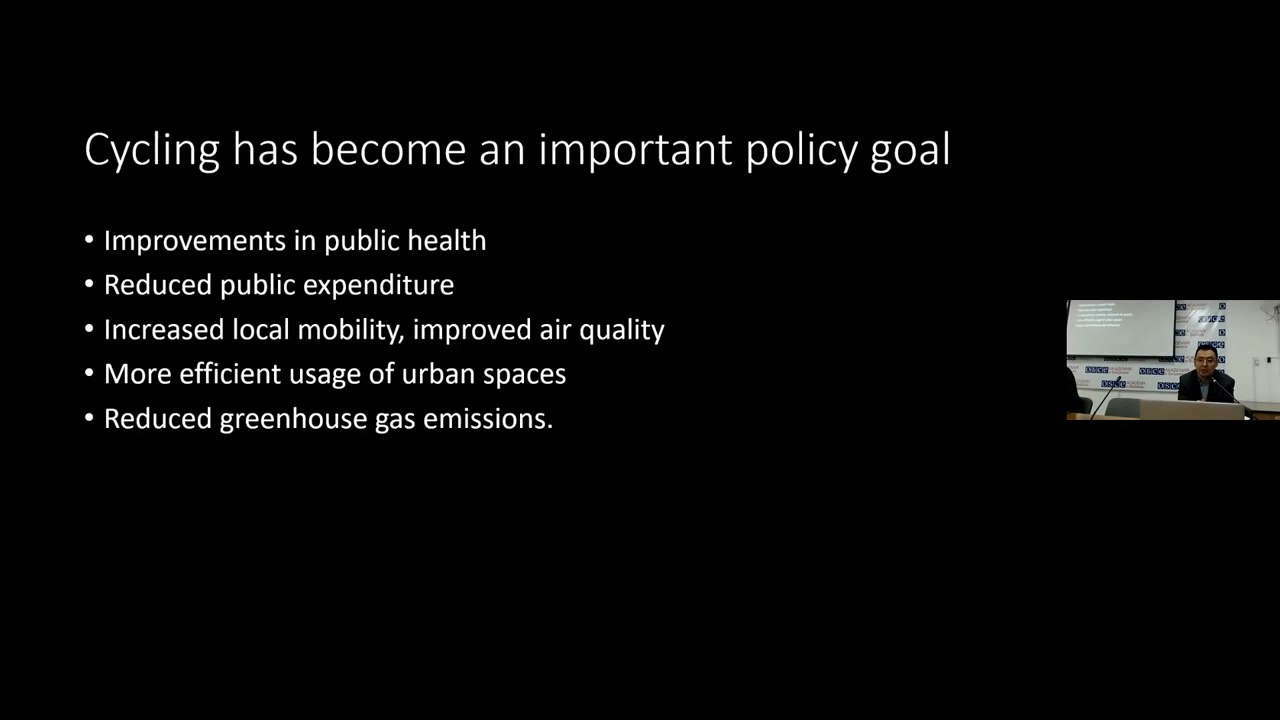 Cycling has become an important policy goal
• Improvements in public health
• Reduced public expenditure
• Increased local mobility, improved air quality
• More efficient usage of urban spaces
• Reduced greenhouse gas emissions.
osce